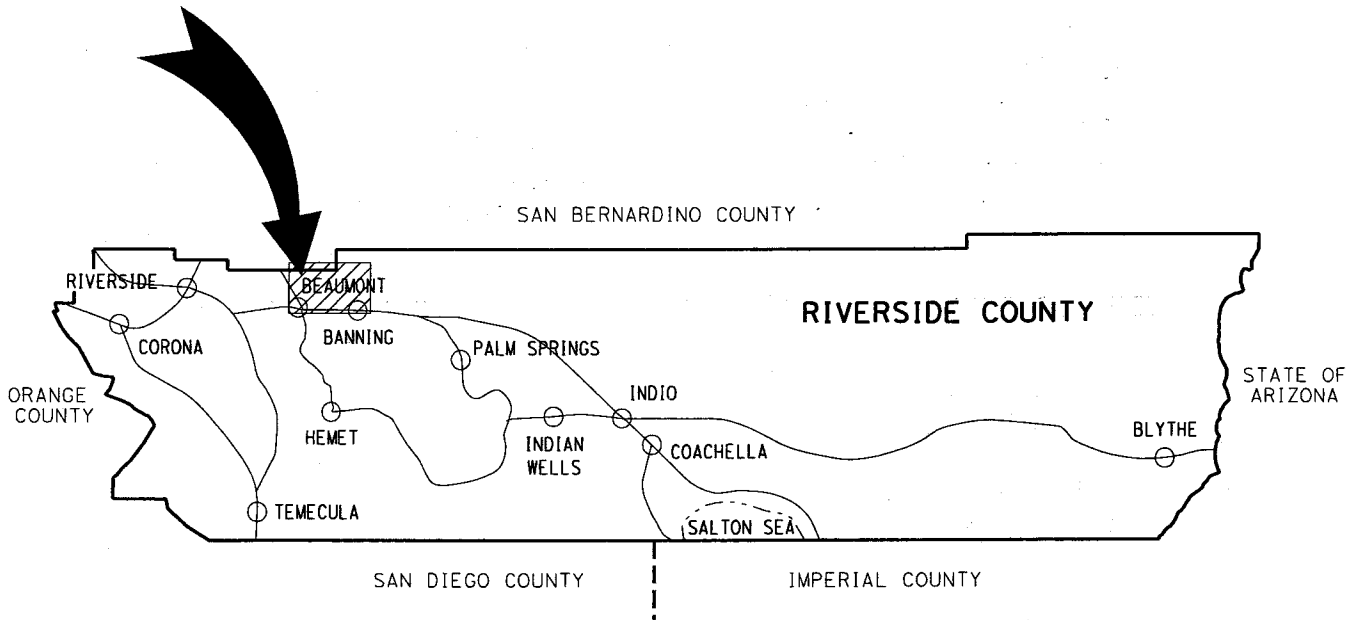 SAN BERNARDINO COUNTY
RIVERSIDE
BEAUMONT
RIVERSIDE COUNTY
CORONA
BANNING
PALM SPRINGS
ORANGE
COUNTY
STATE OF
ARIZONA
INDIO
HEMET
INDIAN
WELLS
COACHELLA
BLYTHE
TEMECULA
SALTON SEA
SAN DIEGO COUNTY
IMPERIAL COUNTY